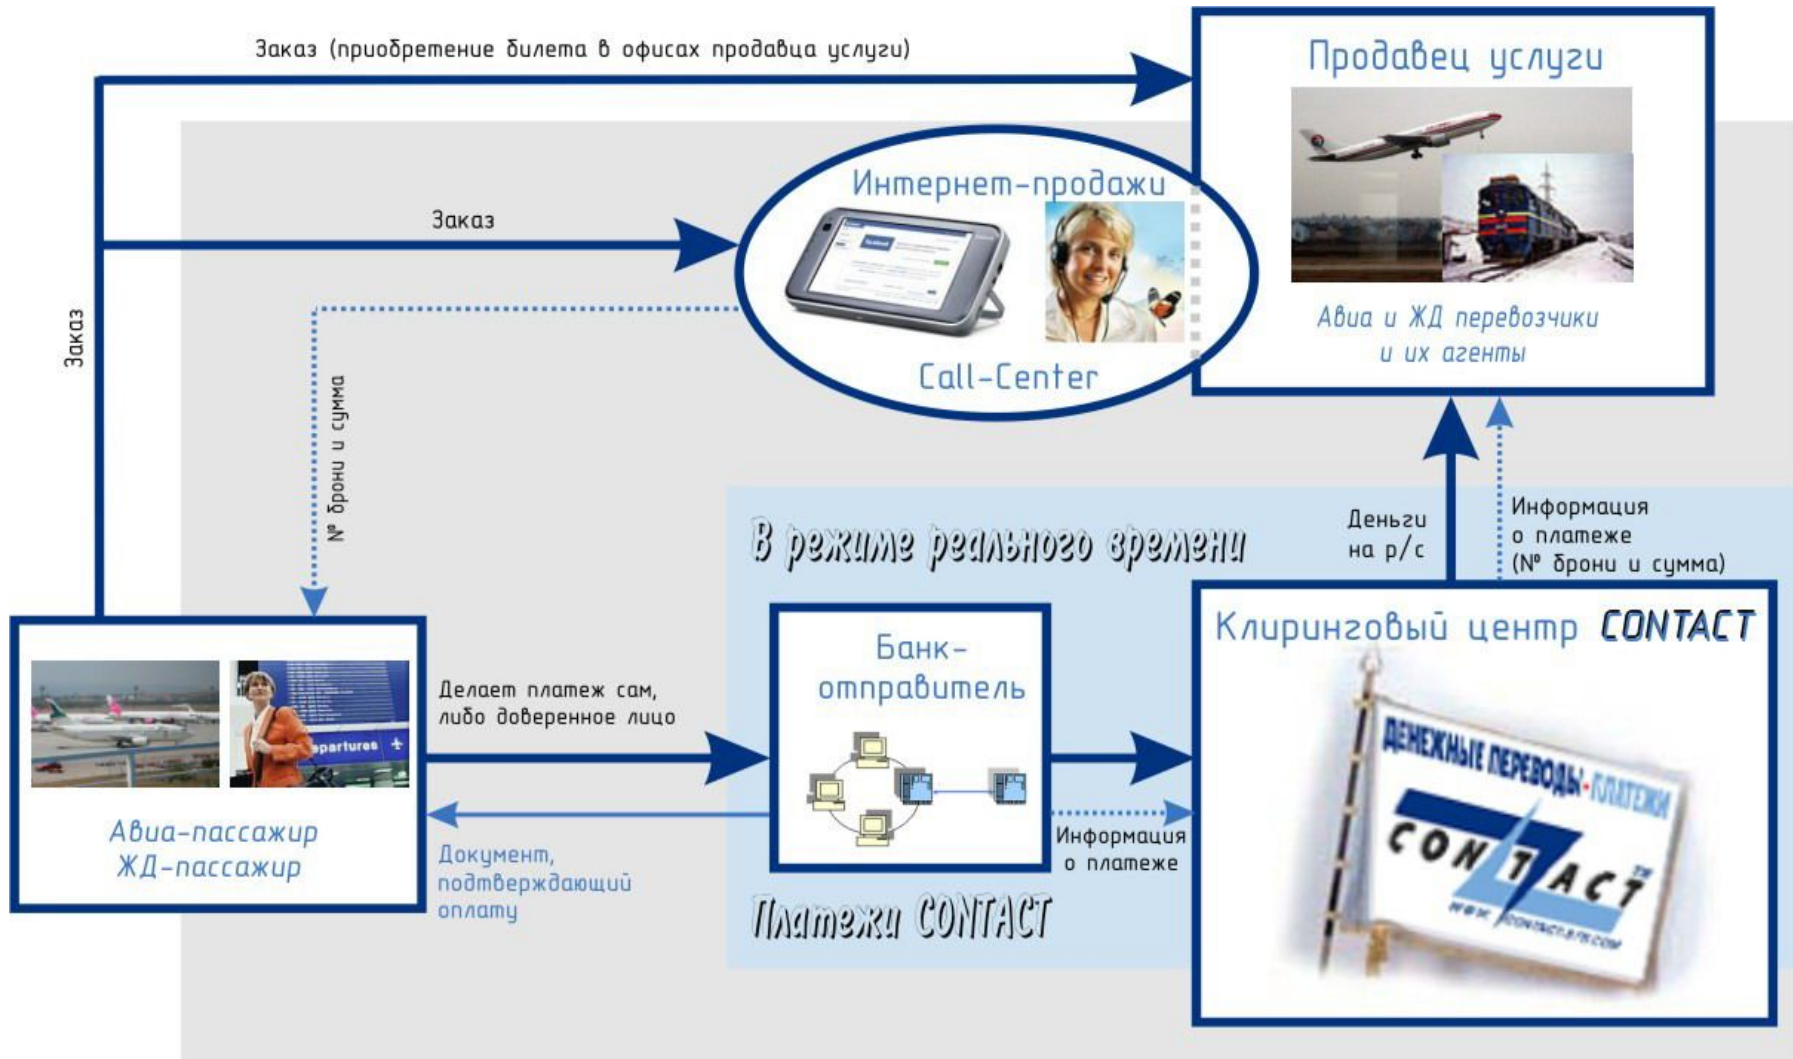 Заказ (приобретение билета в офисах продавца услуги)
Продавец услуги
Интернет-продажи
Заказ
Заказ
Call-Center
Авиа и ЖД перевозчики
и их агенты
№ брони и сумма
В режиме реального времени
Деньги
на р/с
Информация
о платеже
(№ брони и сумма)
Банк-
отправитель
Клиринговый центр CONTACT
Делает платеж сам,
либо доверенное лицо
departures
Авиа-пассажир
ЖД-пассажир
Документ,
подтверждающий
оплату
Информация
о платеже
Платежи CONTACT
ДЕНЕЖНЫЕ ПЕРЕВОДЫ-ПЛАТЕЖИ
CONTACT™